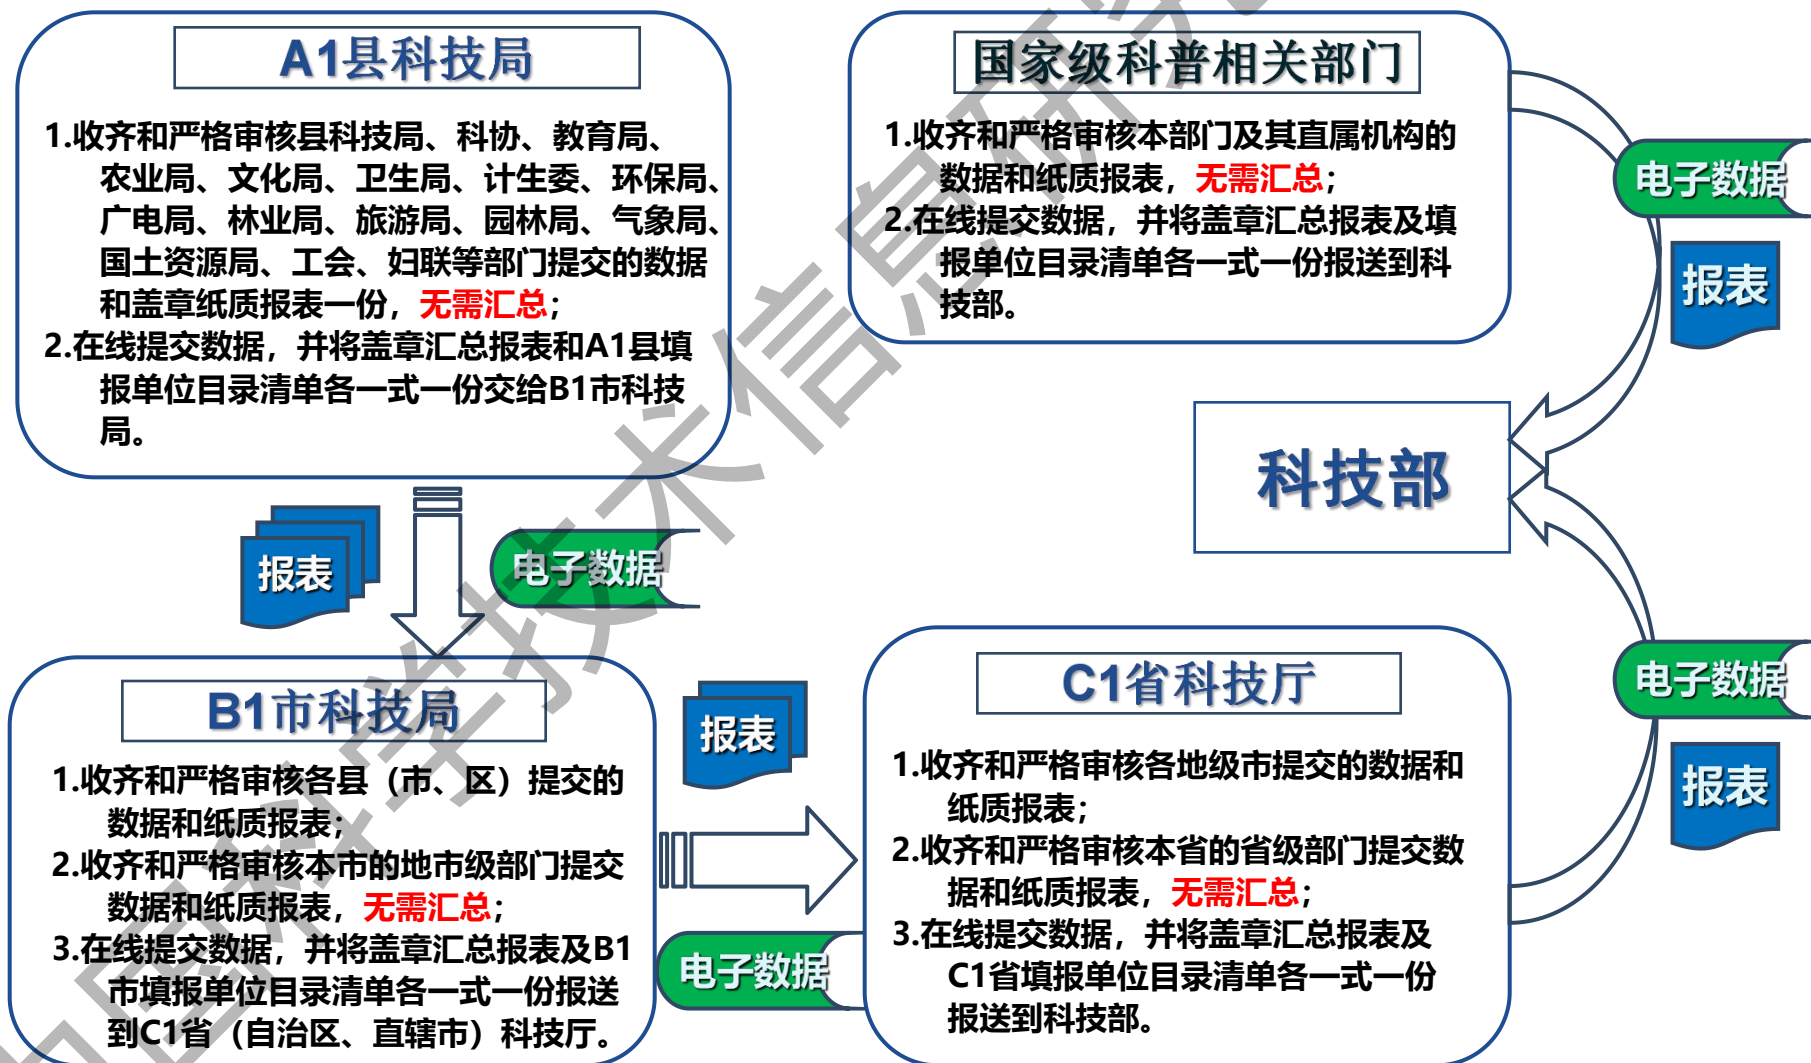 A1县科技局
1.收齐和严格审核县科技局、科协、教育局、
农业局、文化局、卫生局、计生委、环保局、
广电局、林业局、旅游局、园林局、气象局、
国土资源局、工会、妇联等部门提交的数据
和盖章纸质报表一份，无需汇总；
2.在线提交数据，并将盖章汇总报表和A1县填
报单位目录清单各一式一份交给B1市科技
局。
国家级科普相关部门
1.收齐和严格审核本部门及其直属机构的
数据和纸质报表，无需汇总；
2.在线提交数据，并将盖章汇总报表及填
报单位目录清单各一式一份报送到科
技部。
电子数据
报表
科技部
报表
电子数据
B1市科技局
1.收齐和严格审核各县（市、区）提交的
数据和纸质报表；
2.收齐和严格审核本市的地市级部门提交
数据和纸质报表，无需汇总；
3.在线提交数据，并将盖章汇总报表及B1
市填报单位目录清单各一式一份报送
到C1省（自治区、直辖市）科技厅。
报表
电子数据
C1省科技厅
1.收齐和严格审核各地级市提交的数据和
纸质报表；
2.收齐和严格审核本省的省级部门提交数
据和纸质报表，无需汇总；
3.在线提交数据，并将盖章汇总报表及
C1省填报单位目录清单各一式一份
报送到科技部。
电子数据
报表
中国科学技术信息研究